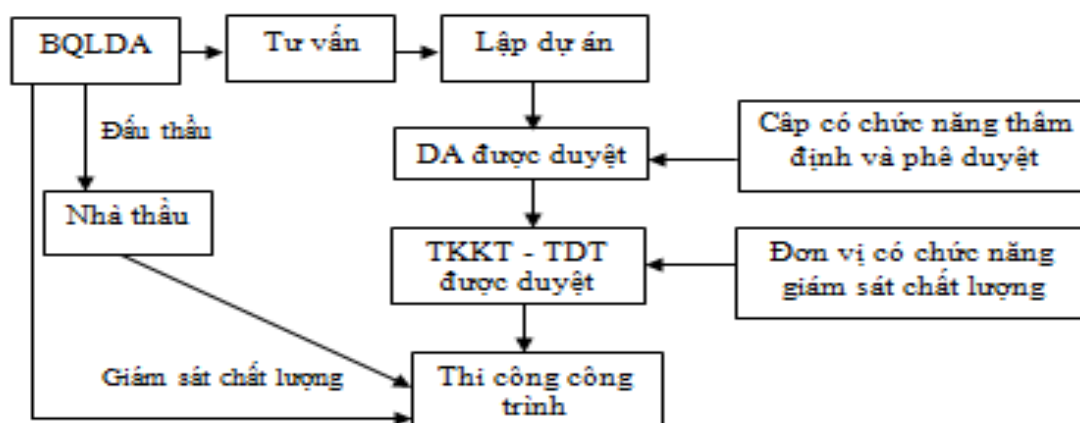 BQLDA
Tư vấn
Lập dự án
Đấu thầu
DA được duyệt
Câp có chức năng thâm
định và phê duyệt
Nhà thầu
TKKT - TDT
được duyệt
Đơn vị có chức năng
giám sát chất lượng
Giám sát chất lượng
Thi công công
trình